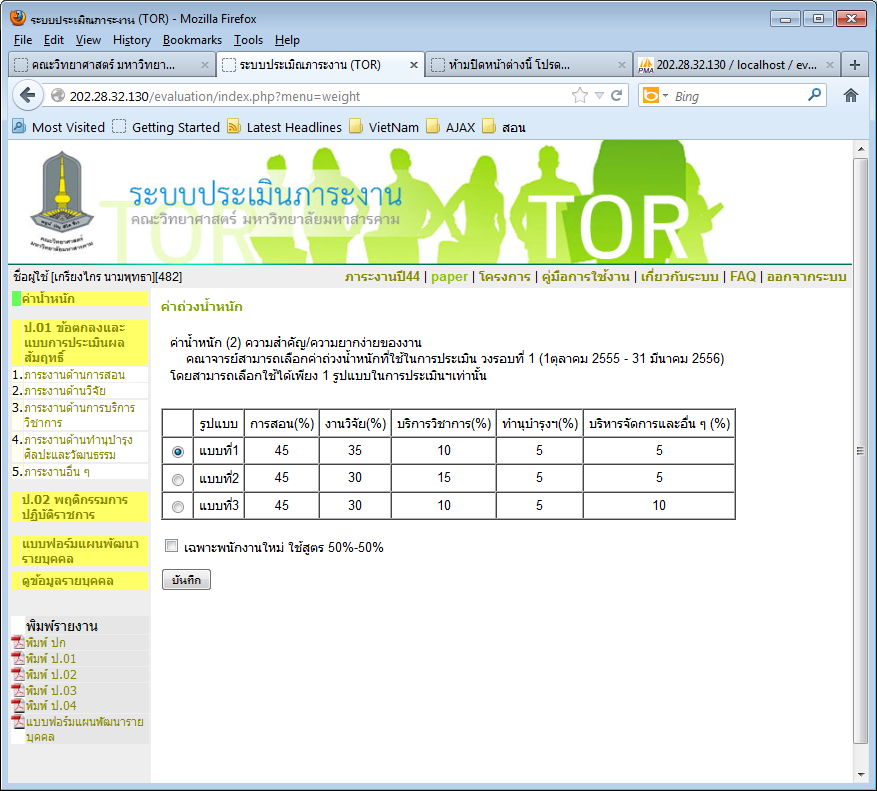 ระบบประเมินภาระงาน (TOR) - Mozilla Firefox
File Edit View History Bookmarks Tools Help
คณะวิทยาศาสตร์ มหาวิทยา... ระบบประเมินภาระงาน (TOR) ห้ามปิดหน้าต่างนี้ โปรด... PMA 202.28.32.130 / localhost / ev...
202.28.32.130/evaluation/index.php?menu=weight Bing
Most Visited Getting Started Latest Headlines VietNam AJAX สอน
ระบบประเมินภาระงาน
คณะวิทยาศาสตร์ มหาวิทยาลัยมหาสารคาม
TOR TOR
คณะวิทยาศาสตร์
มหาวิทยาลัยมหาสารคาม
ชื่อผู้ใช้ [เกรียงไกร นามพุทธา][482] ภาระงานปี44 | paper | โครงการ | คู่มือการใช้งาน | เกี่ยวกับระบบ | FAQ | ออกจากระบบ
ค่าน้ำหนัก
ป.01 ข้อตกลงและ
แบบการประเมินผล
สัมฤทธิ์
1.ภาระงานด้านการสอน
2.ภาระงานด้านวิจัย
3.ภาระงานด้านการบริการ
วิชาการ
4.ภาระงานด้านทำนุบำรุง
ศิลปะและวัฒนธรรม
5.ภาระงานอื่น ๆ
ป.02 พฤติกรรมการ
ปฏิบัติราชการ
แบบฟอร์มแผนพัฒนา
รายบุคคล
ดูข้อมูลรายบุคคล
พิมพ์รายงาน
พิมพ์ ปก
พิมพ์ ป.01
พิมพ์ ป.02
พิมพ์ ป.03
พิมพ์ ป.04
แบบฟอร์มแผนพัฒนาราย
บุคคล
ค่าถ่วงน้ำหนัก
ค่าน้ำหนัก (2) ความสำคัญ/ความยากง่ายของงาน
คณาจารย์สามารถเลือกค่าถ่วงน้ำหนักที่ใช้ในการประเมิน วงรอบที่ 1 (1ตุลาคม 2555 - 31 มีนาคม 2556)
โดยสามารถเลือกใช้ได้เพียง 1 รูปแบบในการประเมินฯเท่านั้น
รูปแบบ การสอน(%) งานวิจัย(%) บริการวิชาการ(%) ทำนุบำรุงฯ(%) บริหารจัดการและอื่น ๆ (%)
แบบที่1 45 35 10 5 5
แบบที่2 45 30 15 5 5
แบบที่3 45 30 10 5 10
เฉพาะพนักงานใหม่ ใช้สูตร 50%-50%
บันทึก